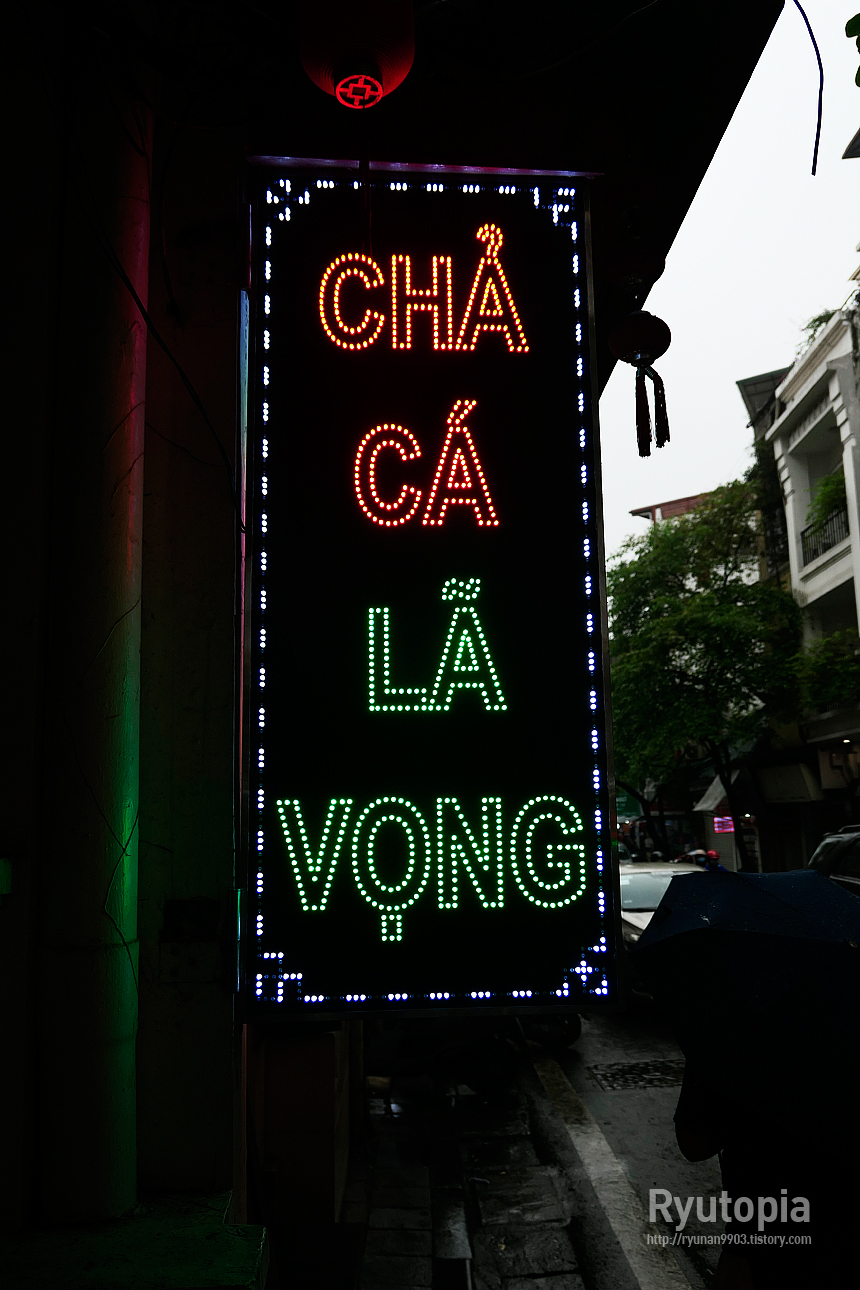 CHẢ
CÁ
LÃ
VỌNG
Ryutopia
http://ryunan9903.tistory.com